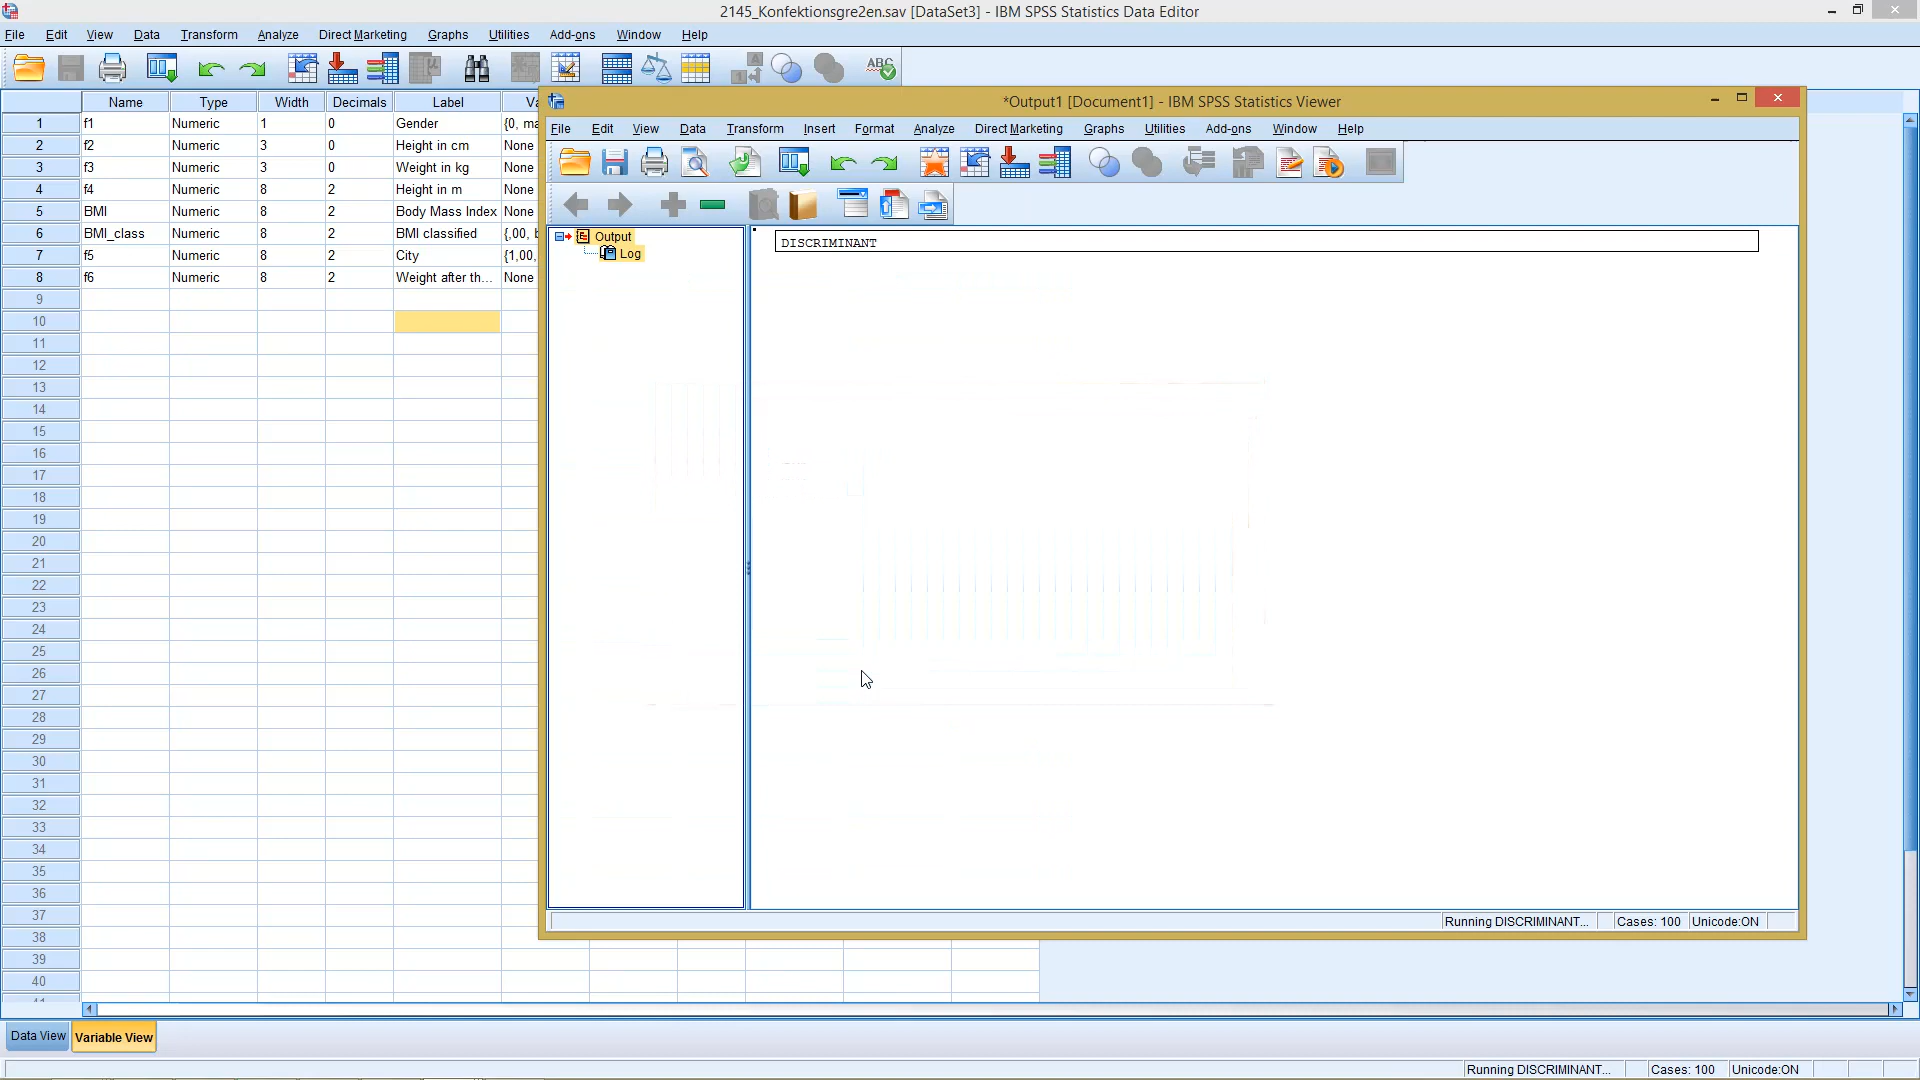 2145_Konfektionsgre2en.sav [DataSet3] - IBM SPSS Statistics Data Editor
File Edit View Data Transform Analyze Direct Marketing Graphs Utilities Add-ons Window Help
Name Type Width Decimals Label Va
1 f1 Numeric 1 0 Gender {0, ma
2 f2 Numeric 3 0 Height in cm None
3 f3 Numeric 3 0 Weight in kg None
4 f4 Numeric 8 2 Height in m None
5 BMI Numeric 8 2 Body Mass Index None
6 BMI_class Numeric 8 2 BMI classified {,00, b
7 f5 Numeric 8 2 City {1,00,
8 f6 Numeric 8 2 Weight after th... None
9
10
11
12
13
14
15
16
17
18
19
20
21
22
23
24
25
26
27
28
29
30
31
32
33
34
35
36
37
38
39
40
*Output1 [Document1] - IBM SPSS Statistics Viewer
File Edit View Data Transform Insert Format Analyze Direct Marketing Graphs Utilities Add-ons Window Help
Output
Log
DISCRIMINANT
Running DISCRIMINANT... Cases: 100 Unicode:ON
Data View Variable View
Running DISCRIMINANT... Cases: 100 Unicode:ON